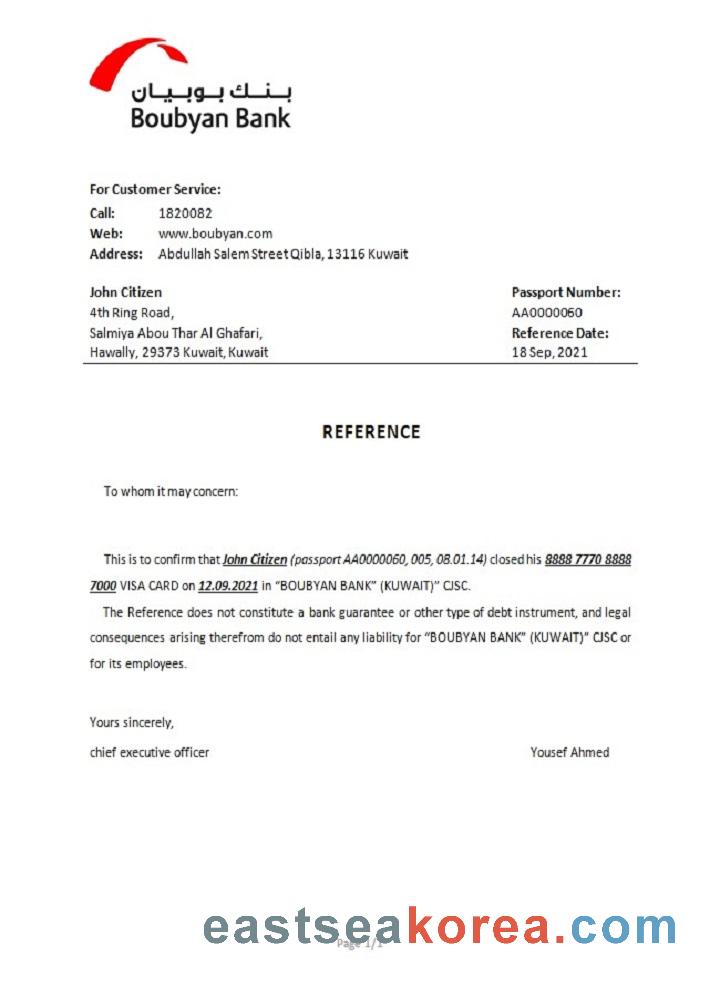 بنك بوبيان
Boubyan Bank
For Customer Service:
Call: 1820082
Web: www.boubyan.com
Address: Abdullah Salem Street Qibla, 13116 Kuwait
John Citizen Passport Number:
4th Ring Road, AA0000060
Salmiya Abou Thar Al Ghafari, Reference Date:
Hawally, 29373 Kuwait, Kuwait 18 Sep, 2021
REFERENCE
To whom it may concern:
This is to confirm that John Citizen (passport AA0000060, 005, 08.01.14) closed his 8888 7770 8888
7000 VISA CARD on 12.09.2021 in “BOUBYAN BANK” (KUWAIT)” CJSC.
The Reference does not constitute a bank guarantee or other type of debt instrument, and legal
consequences arising therefrom do not entail any liability for “BOUBYAN BANK” (KUWAIT)” CJSC or
for its employees.
Yours sincerely,
chief executive officer Yousef Ahmed
eastseakorea.com
Page 1/1